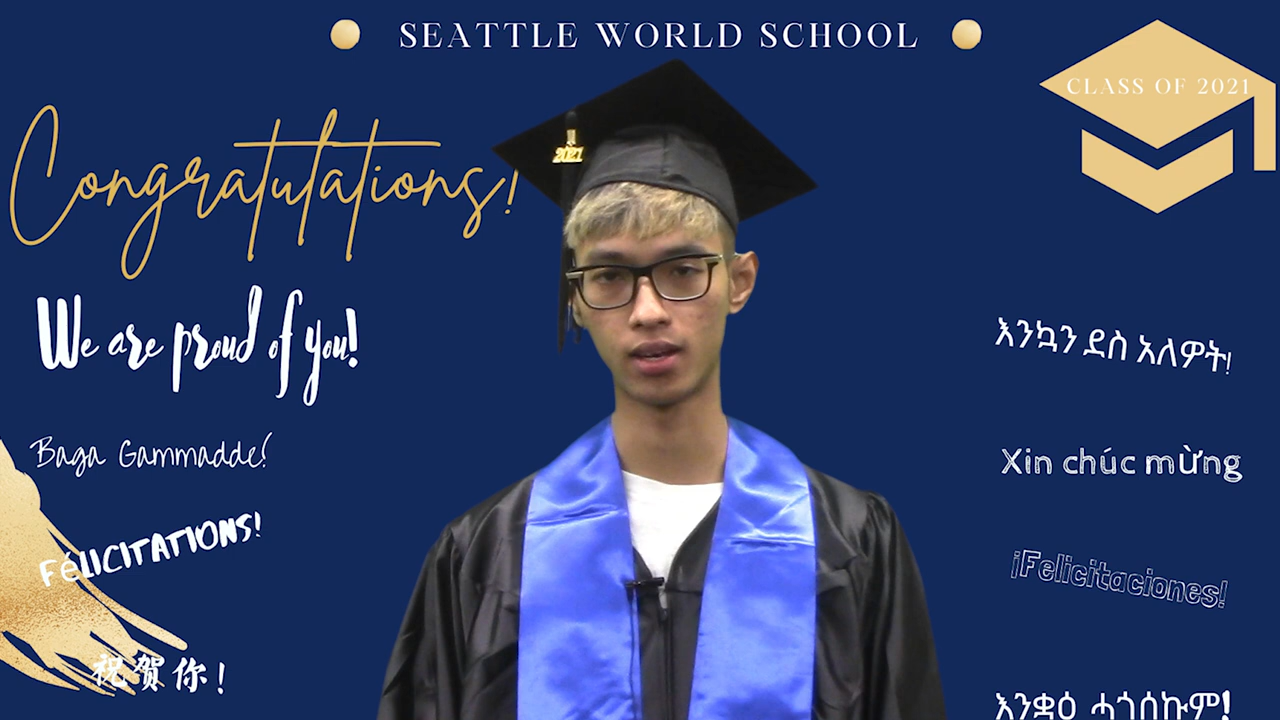 SEATTLE WORLD SCHOOL
CLASS OF 2021
Congratulations!
2021
We are proud of you!
Baga Gammadde!
FéLICITATIONS!
祝贺你!
እንኳን ደስ አለዎት!
Xin chúc mừng
¡Felicitaciones!
እንቋዕ ሓጎሰኩም!